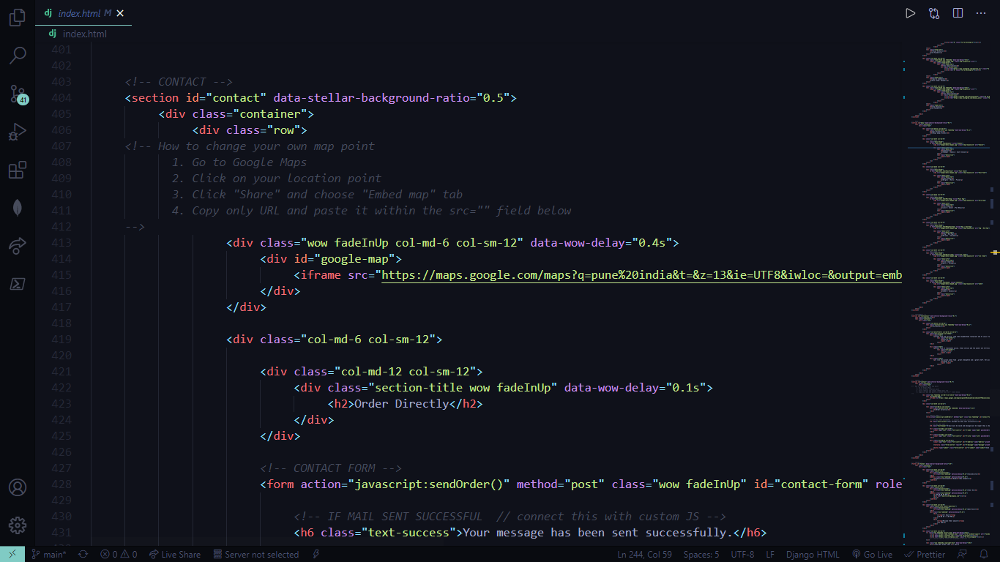 dj index.html M
dj index.html
401
402
403 <!-- CONTACT -->
404 <section id="contact" data-stellar-background-ratio="0.5">
405 <div class="container">
406 <div class="row">
407 <!-- How to change your own map point
408 1. Go to Google Maps
409 2. Click on your location point
410 3. Click "Share" and choose "Embed map" tab
411 4. Copy only URL and paste it within the src="" field below
412 -->
413 <div class="wow fadeInUp col-md-6 col-sm-12" data-wow-delay="0.4s">
414 <div id="google-map">
415 <iframe src="https://maps.google.com/maps?q=pune%20india&t=&z=13&ie=UTF8&iwloc=&output=emb
416 </div>
417 </div>
418
419 <div class="col-md-6 col-sm-12">
420
421 <div class="col-md-12 col-sm-12">
422 <div class="section-title wow fadeInUp" data-wow-delay="0.1s">
423 <h2>Order Directly</h2>
424 </div>
425 </div>
426
427 <!-- CONTACT FORM -->
428 <form action="javascript:sendOrder()" method="post" class="wow fadeInUp" id="contact-form" role
429
430 <!-- IF MAIL SENT SUCCESSFUL // connect this with custom JS -->
431 <h6 class="text-success">Your message has been sent successfully.</h6>
41
main* 0 0 Live Share Server not selected Ln 244, Col 59 Spaces: 5 UTF-8 LF Django HTML Go Live Prettier